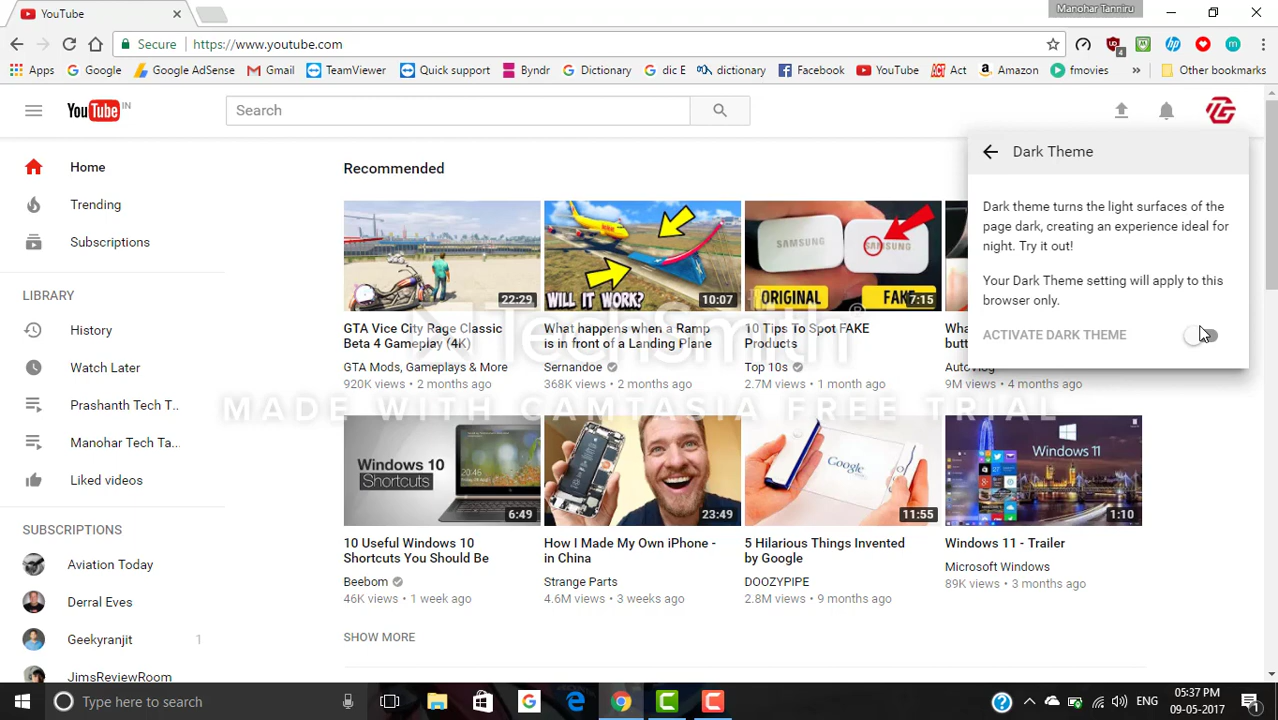 YouTube
Manohar Tanniru
Secure https://www.youtube.com
Apps Google Google AdSense Gmail TeamViewer Quick support Byndr Dictionary dic E dictionary Facebook YouTube Act Amazon fmovies » Other bookmarks
YouTube IN
Search
Home
Trending
Subscriptions
LIBRARY
History
Watch Later
Prashanth Tech T...
Manohar Tech Ta...
Liked videos
SUBSCRIPTIONS
Aviation Today
Derral Eves
Geekyranjit 1
JimsReviewRoom
Recommended
22:29
GTA Vice City Rage Classic
Beta 4 Gameplay (4K)
GTA Mods, Gameplays & More
920K views • 2 months ago
WILL IT WORK?
10:07
What happens when a Ramp
is in front of a Landing Plane
Sernandoe
368K views • 2 months ago
SAMSUNG
SAMSUNG
ORIGINAL
FAKE
7:15
10 Tips To Spot FAKE
Products
Top 10s
2.7M views • 1 month ago
9M views • 4 months ago
Dark Theme
Dark theme turns the light surfaces of the
page dark, creating an experience ideal for
night. Try it out!
Your Dark Theme setting will apply to this
browser only.
ACTIVATE DARK THEME
TechSmith
MADE WITH CAMTASIA FREE TRIAL
Windows 10
Shortcuts
20:46
6:49
10 Useful Windows 10
Shortcuts You Should Be
Beebom
46K views • 1 week ago
23:49
How I Made My Own iPhone -
in China
Strange Parts
4.6M views • 3 weeks ago
Google
11:55
5 Hilarious Things Invented
by Google
DOOZYPIPE
2.8M views • 9 months ago
Windows 11
1:10
Windows 11 - Trailer
Microsoft Windows
89K views • 3 months ago
SHOW MORE
Type here to search
ENG
05:37 PM
09-05-2017